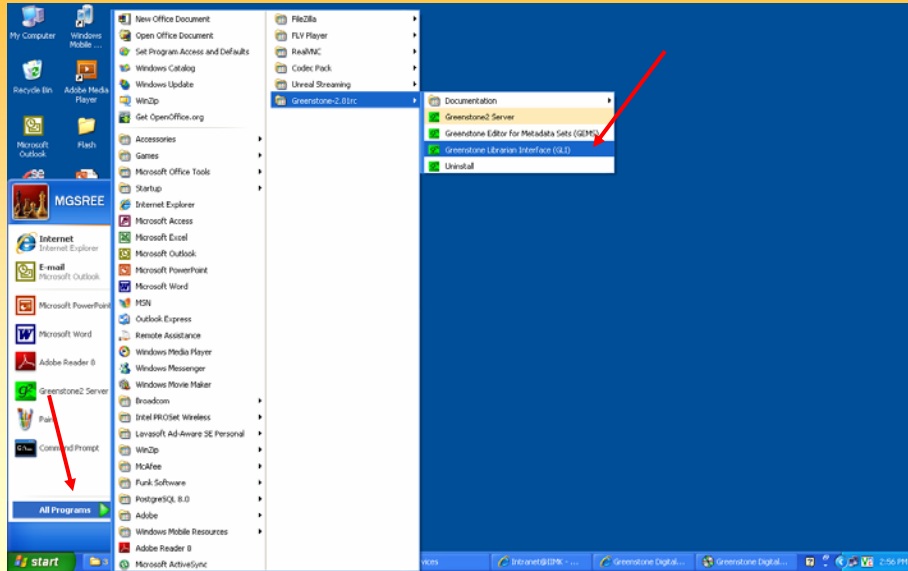 My Computer
Windows
Mobile ...
Recycle Bin
Adobe Media
Player
Microsoft
Outlook
Flash
MGSREE
Internet
Internet Explorer
E-mail
Microsoft Outlook
Microsoft PowerPoint
Microsoft Word
Adobe Reader 8
Greenstone2 Server
Paint
Command Prompt
All Programs
start
New Office Document
Open Office Document
Set Program Access and Defaults
Windows Catalog
Windows Update
WinZip
Get OpenOffice.org
Accessories
Games
Microsoft Office Tools
Startup
Internet Explorer
Microsoft Access
Microsoft Excel
Microsoft Outlook
Microsoft PowerPoint
Microsoft Word
MSN
Outlook Express
Remote Assistance
Windows Media Player
Windows Messenger
Windows Movie Maker
Broadcom
Intel PROSet Wireless
Lavasoft Ad-Aware SE Personal
WinZip
McAfee
Funk Software
PostgreSQL 8.0
Adobe
Windows Mobile Resources
Adobe Reader 8
Microsoft ActiveSync
FileZilla
FLV Player
RealVNC
Codec Pack
Unreal Streaming
Greenstone-2.81rc
Documentation
Greenstone2 Server
Greenstone Editor for Metadata Sets (GEMS)
Greenstone Librarian Interface (GLI)
Uninstall
vices
Intranet@IIMK - ...
Greenstone Digital...
Greenstone Digital...
2:56 PM